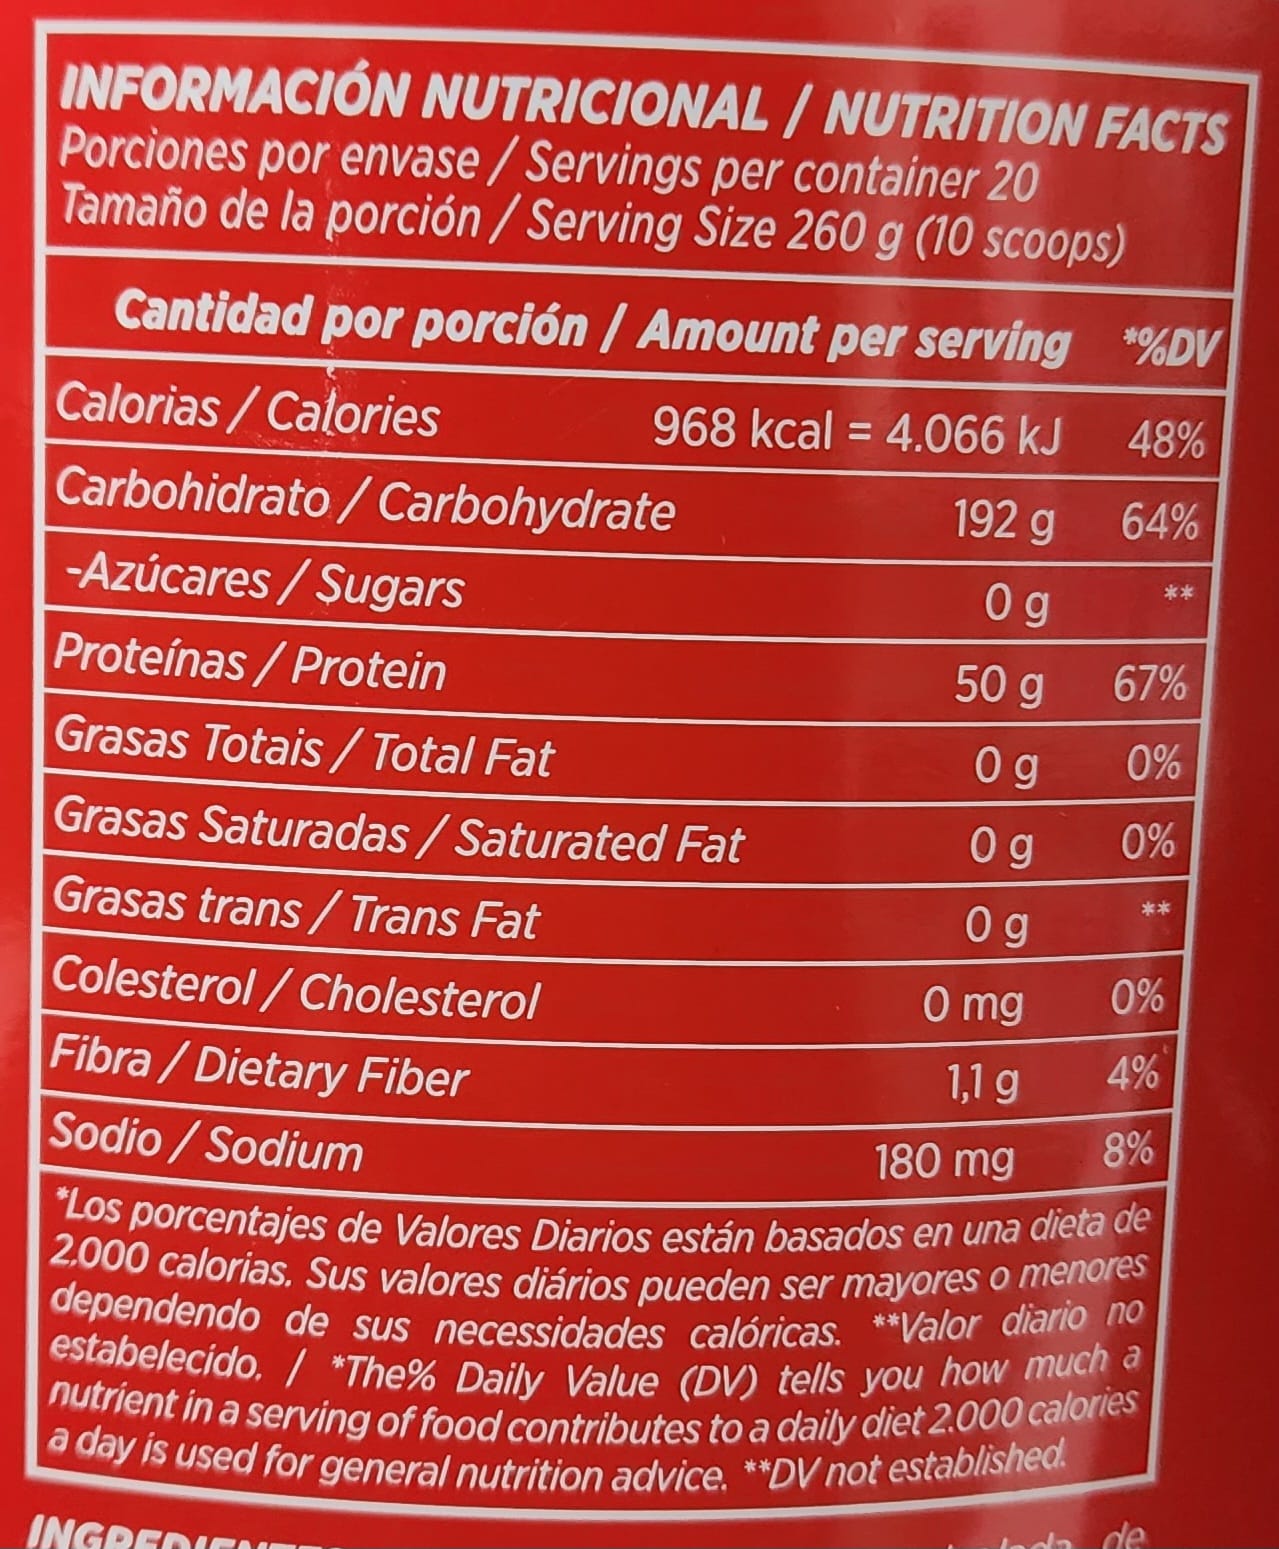 INFORMACIÓN NUTRICIONAL / NUTRITION FACTS
Porciones por envase / Servings per container 20
Tamaño de la porción / Serving Size 260 g (10 scoops)
Cantidad por porción / Amount per serving *%DV
Calorias / Calories 968 kcal = 4.066 kJ 48%
Carbohidrato / Carbohydrate 192 g 64%
-Azúcares / Sugars 0 g **
Proteínas / Protein 50 g 67%
Grasas Totais / Total Fat 0 g 0%
Grasas Saturadas / Saturated Fat 0 g 0%
Grasas trans / Trans Fat 0 g **
Colesterol / Cholesterol 0 mg 0%
Fibra / Dietary Fiber 1,1 g 4%
Sodio / Sodium 180 mg 8%
*Los porcentajes de Valores Diarios están basados en una dieta de
2.000 calorias. Sus valores diários pueden ser mayores o menores
dependendo de sus necessidades calóricas. **Valor diario no
estabelecido. / *The% Daily Value (DV) tells you how much a
nutrient in a serving of food contributes to a daily diet 2.000 calories
a day is used for general nutrition advice. **DV not established.
de